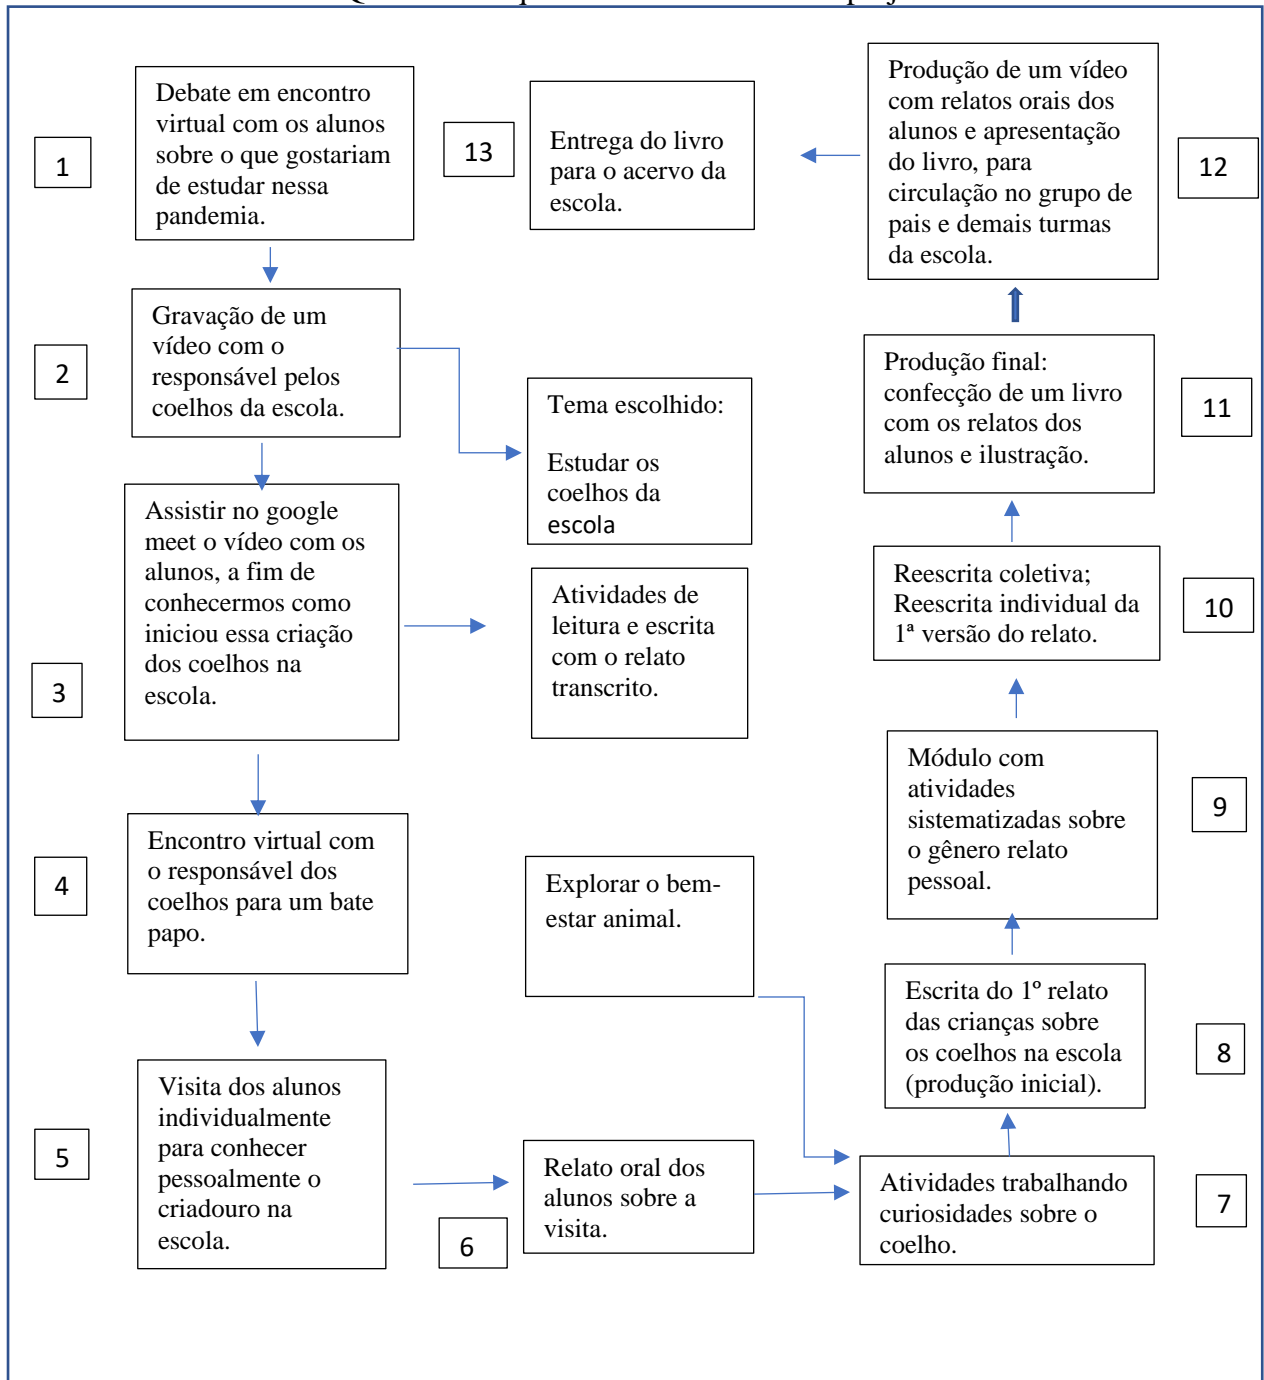 1
Debate em encontro
virtual com os alunos
sobre o que gostariam
de estudar nessa
pandemia.
2
Gravação de um
vídeo com o
responsável pelos
coelhos da escola.
Tema escolhido:
Estudar os
coelhos da
escola
3
Assistir no google
meet o vídeo com os
alunos, a fim de
conhecermos como
iniciou essa criação
dos coelhos na
escola.
Atividades de
leitura e escrita
com o relato
transcrito.
4
Encontro virtual com
o responsável dos
coelhos para um bate
papo.
5
Visita dos alunos
individualmente
para conhecer
pessoalmente o
criadouro na
escola.
6
Relato oral dos
alunos sobre a
visita.
Explorar o bem-
estar animal.
7
Atividades trabalhando
curiosidades sobre o
coelho.
8
Escrita do 1º relato
das crianças sobre
os coelhos na escola
(produção inicial).
9
Módulo com
atividades
sistematizadas sobre
o gênero relato
pessoal.
10
Reescrita coletiva;
Reescrita individual da
1ª versão do relato.
11
Produção final:
confecção de um livro
com os relatos dos
alunos e ilustração.
12
Produção de um vídeo
com relatos orais dos
alunos e apresentação
do livro, para
circulação no grupo de
pais e demais turmas
da escola.
13
Entrega do livro
para o acervo da
escola.